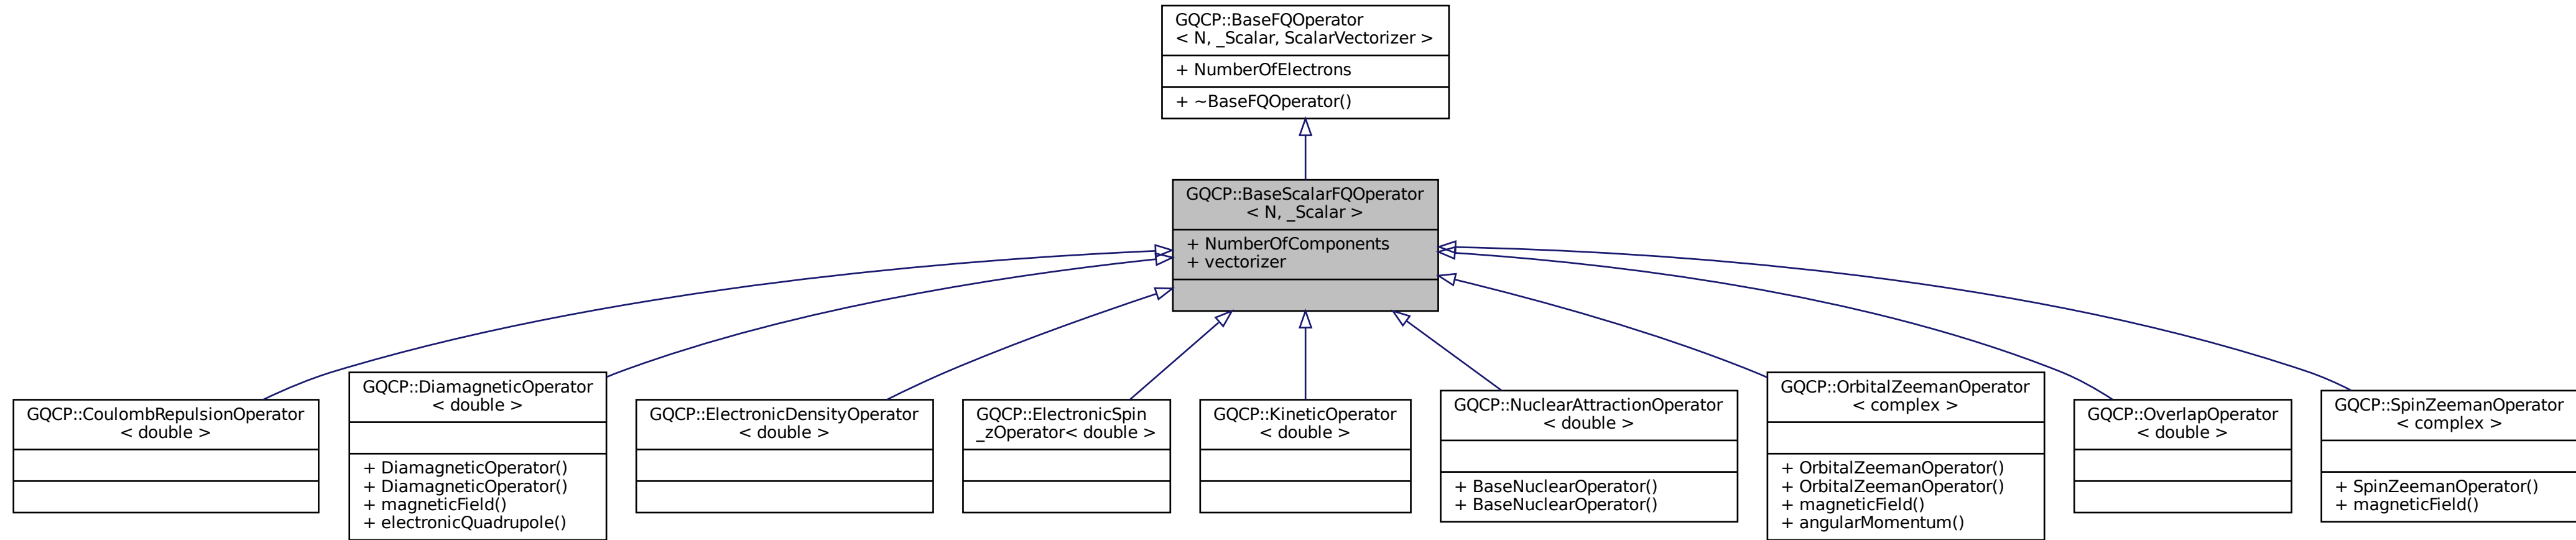 GQCP::BaseFQOperator
< N, _Scalar, ScalarVectorizer >
+ NumberOfElectrons
+ ~BaseFQOperator()
GQCP::BaseScalarFQOperator
< N, _Scalar >
+ NumberOfComponents
+ vectorizer
GQCP::CoulombRepulsionOperator
< double >
GQCP::DiamagneticOperator
< double >
+ DiamagneticOperator()
+ DiamagneticOperator()
+ magneticField()
+ electronicQuadrupole()
GQCP::ElectronicDensityOperator
< double >
GQCP::ElectronicSpin
_zOperator< double >
GQCP::KineticOperator
< double >
GQCP::NuclearAttractionOperator
< double >
+ BaseNuclearOperator()
+ BaseNuclearOperator()
GQCP::OrbitalZeemanOperator
< complex >
+ OrbitalZeemanOperator()
+ OrbitalZeemanOperator()
+ magneticField()
+ angularMomentum()
GQCP::OverlapOperator
< double >
GQCP::SpinZeemanOperator
< complex >
+ SpinZeemanOperator()
+ magneticField()